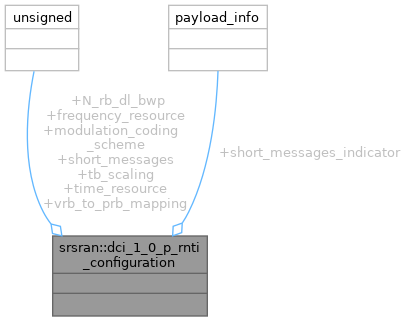 unsigned
payload_info
+N_rb_dl_bwp
+frequency_resource
+modulation_coding
_scheme
+short_messages
+tb_scaling
+time_resource
+vrb_to_prb_mapping
+short_messages_indicator
srsran::dci_1_0_p_rnti
_configuration